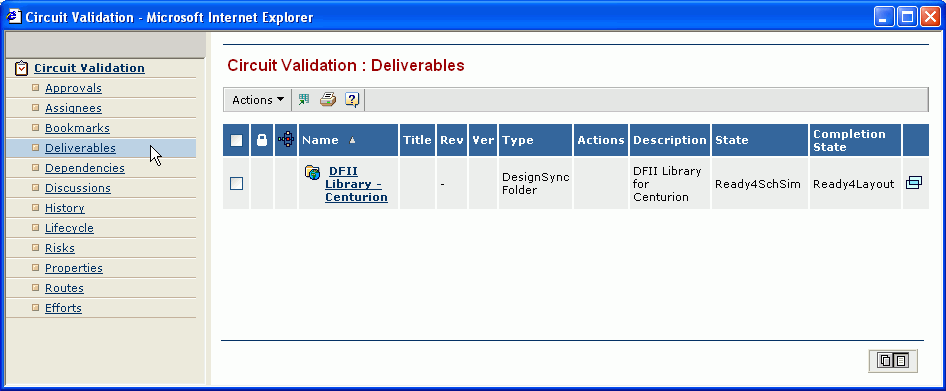 Circuit Validation - Microsoft Internet Explorer
Circuit Validation
Approvals
Assignees
Bookmarks
Deliverables
Dependencies
Discussions
History
Lifecycle
Risks
Properties
Routes
Efforts
Circuit Validation : Deliverables
Actions
Name Title Rev Ver Type Actions Description State Completion
State
DFII
Library -
Centurion
-
DesignSync
Folder
DFII Library
for
Centurion
Ready4SchSim
Ready4Layout